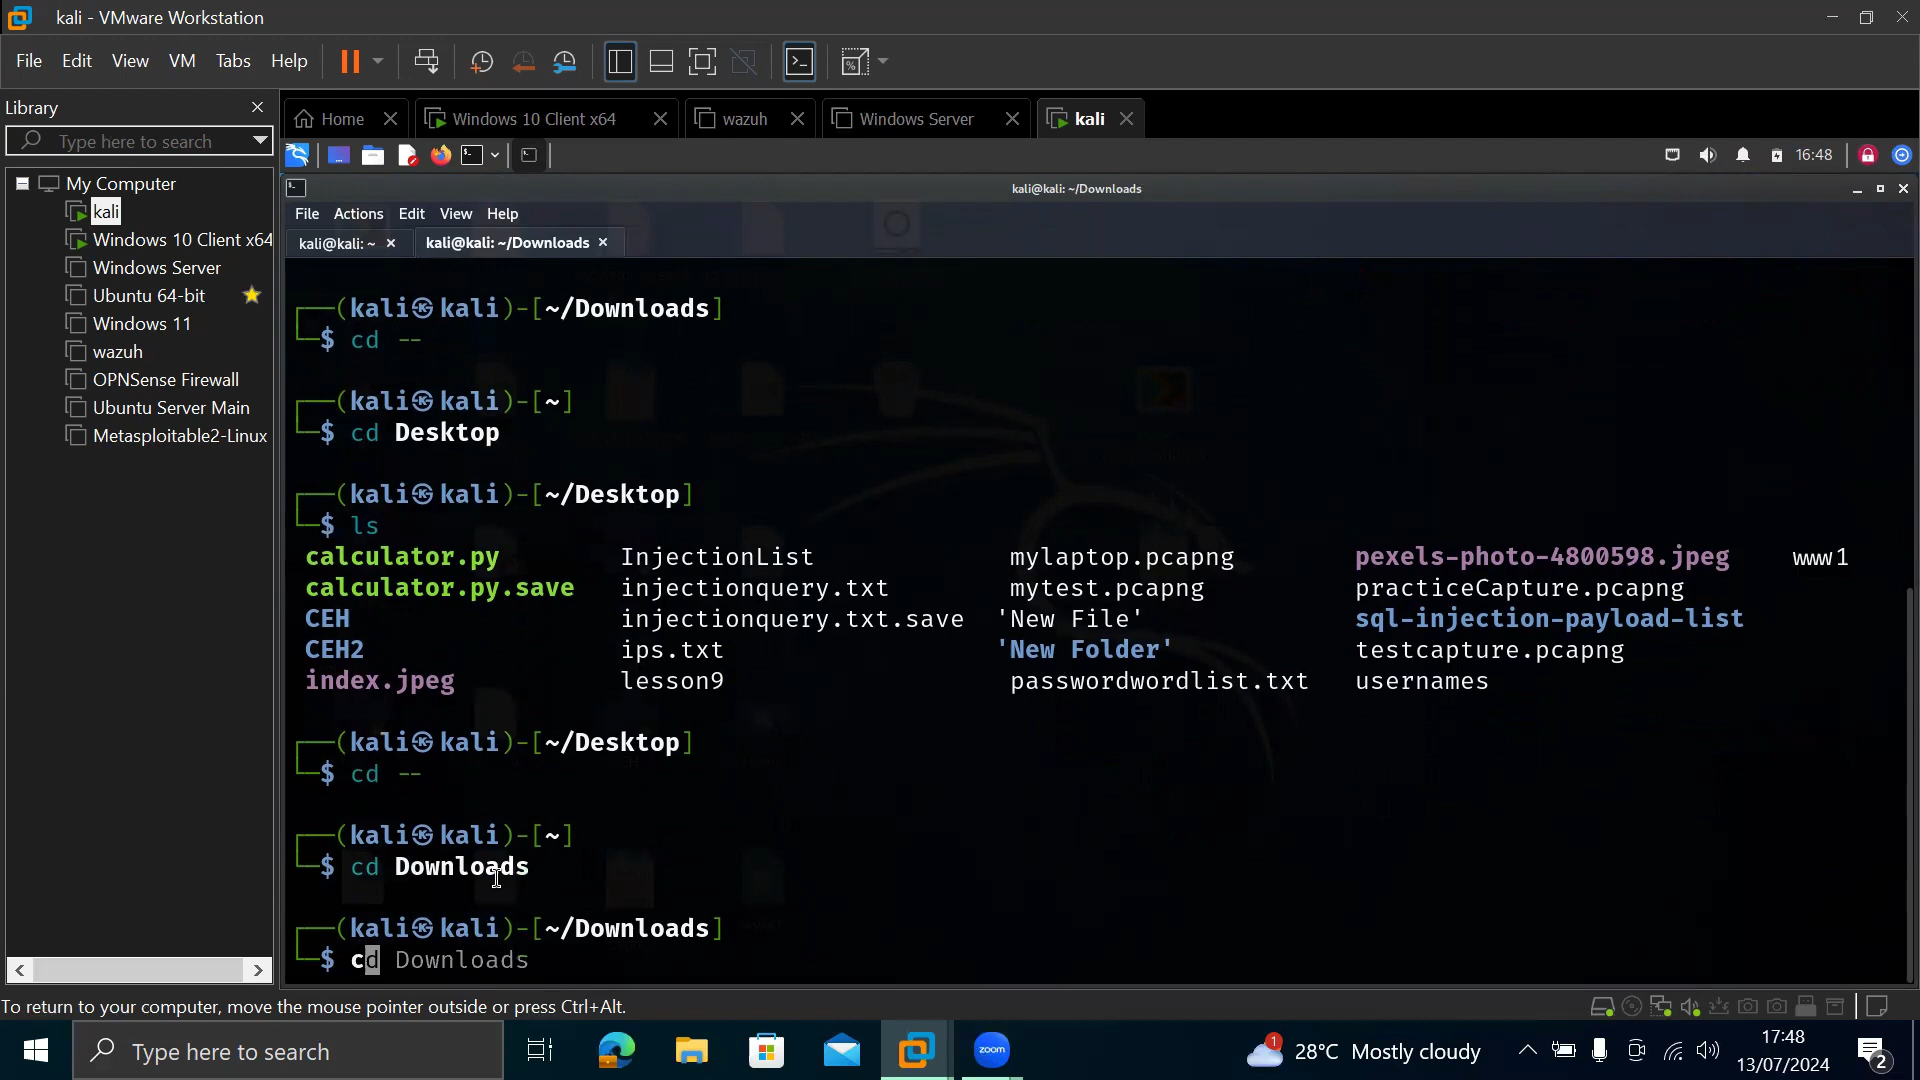 kali - VMware Workstation
File Edit View VM Tabs Help
Library
Type here to search
My Computer
kali
Windows 10 Client x64
Windows Server
Ubuntu 64-bit
Windows 11
wazuh
OPNSense Firewall
Ubuntu Server Main
Metasploitable2-Linux
Home Windows 10 Client x64 wazuh Windows Server kali
16:48
kali@kali: ~/Downloads
File Actions Edit View Help
kali@kali: ~ kali@kali: ~/Downloads
(kali㉿kali)-[~/Downloads]
$ cd --
(kali㉿kali)-[~]
$ cd Desktop
(kali㉿kali)-[~/Desktop]
$ ls
calculator.py InjectionList mylaptop.pcapng pexels-photo-4800598.jpeg www1
calculator.py.save injectionquery.txt mytest.pcapng practiceCapture.pcapng
CEH injectionquery.txt.save 'New File' sql-injection-payload-list
CEH2 ips.txt 'New Folder' testcapture.pcapng
index.jpeg lesson9 passwordwordlist.txt usernames
(kali㉿kali)-[~/Desktop]
$ cd --
(kali㉿kali)-[~]
$ cd Downloads
(kali㉿kali)-[~/Downloads]
$ cd Downloads
To return to your computer, move the mouse pointer outside or press Ctrl+Alt.
Type here to search
zoom
1
28°C Mostly cloudy
17:48
13/07/2024
2